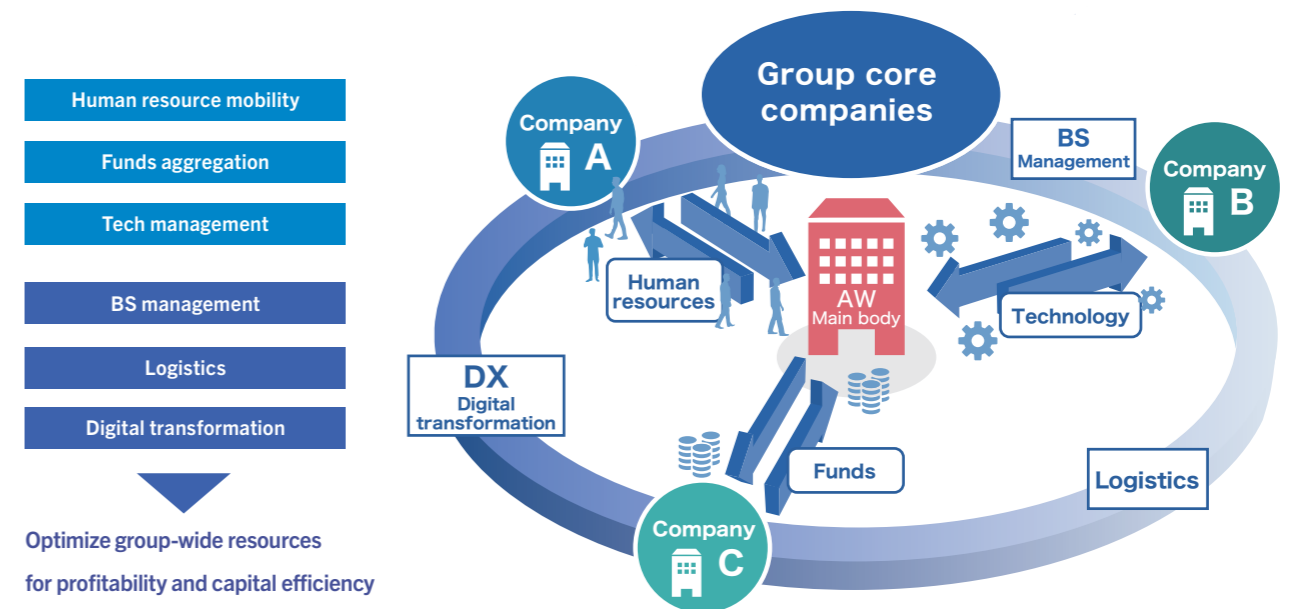 Human resource mobility
Funds aggregation
Tech management
BS management
Logistics
Digital transformation
Optimize group-wide resources
for profitability and capital efficiency
Group core
companies
Company
A
BS
Management
Company
B
Human
resources
AW
Main body
Technology
DX
Digital
transformation
Funds
Logistics
Company
C